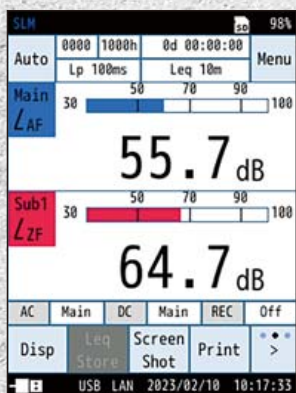 SLM SD 98%
Auto 0000 1000h 0d 00:00:00 Menu
Lp 100ms Leq 10m
Main 30 50 70 90 100
LAF
55.7dB
Sub1 30 50 70 90 100
LZF
64.7dB
AC Main DC Main REC Off
Disp Leq Store Screen Shot Print >
USB LAN 2023/02/10 10:17:33